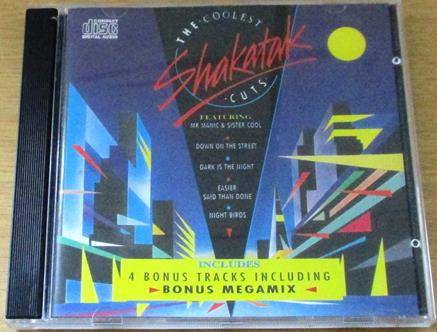 COMPACT
disc
DIGITAL AUDIO
THE COOLEST
Shakatak
CUTS
FEATURING
MR MANIC & SISTER COOL
DOWN ON THE STREET
DARK IS THE NIGHT
EASIER
SAID THAN DONE
NIGHT BIRDS
INCLUDES
4 BONUS TRACKS INCLUDING
BONUS MEGAMIX